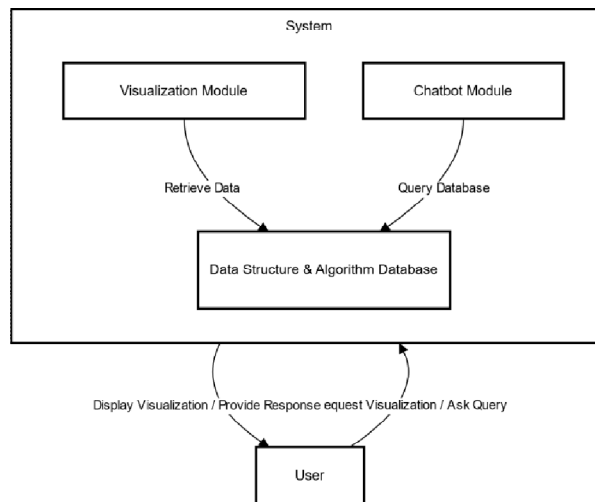 System
Visualization Module
Chatbot Module
Retrieve Data
Query Database
Data Structure & Algorithm Database
Display Visualization / Provide Response equest Visualization / Ask Query
User